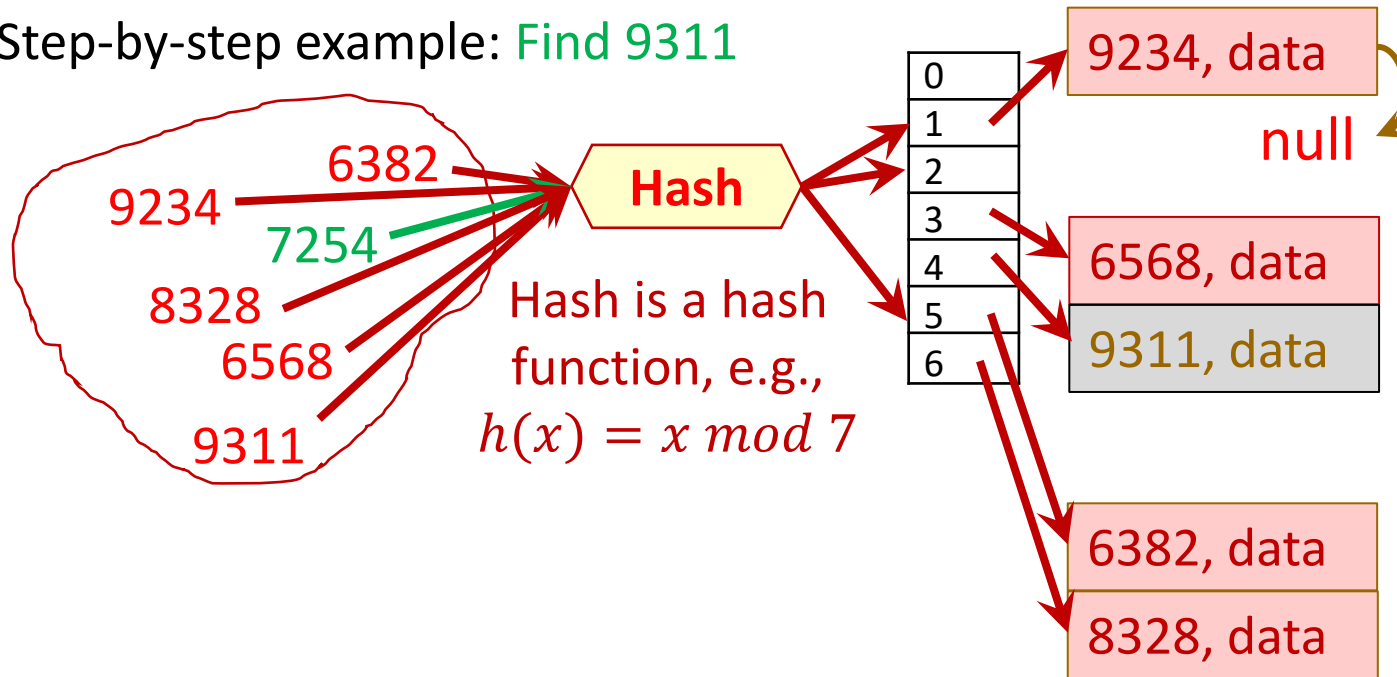 Step-by-step example: Find 9311
6382
9234
7254
8328
6568
9311
Hash
Hash is a hash
function, e.g.,
h(x) = x mod 7
0
1
2
3
4
5
6
9234, data
null
6568, data
9311, data
6382, data
8328, data